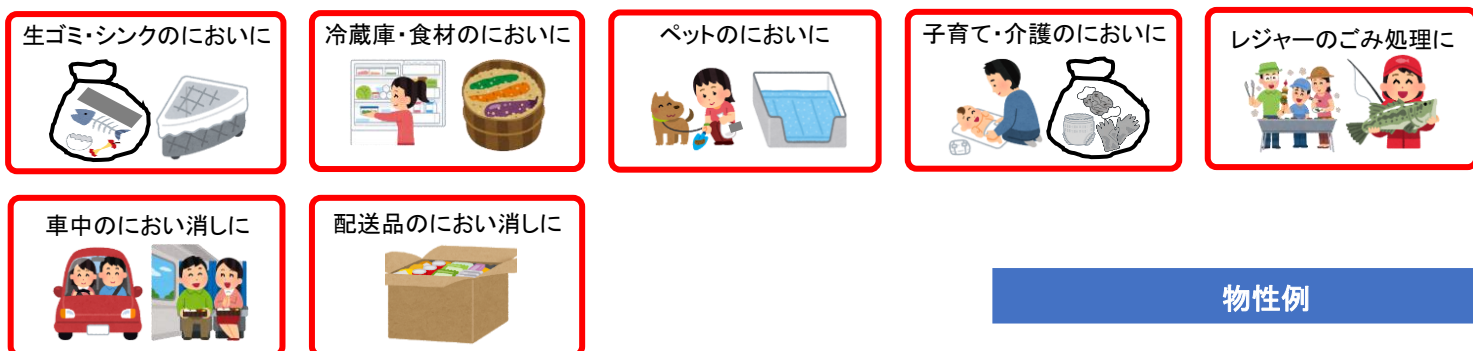 生ゴミ・シンクのにおいに
冷蔵庫・食材のにおいに
ペットのにおいに
子育て・介護のにおいに
レジャーのごみ処理に
車中のにおい消しに
配送品のにおい消しに
物性例